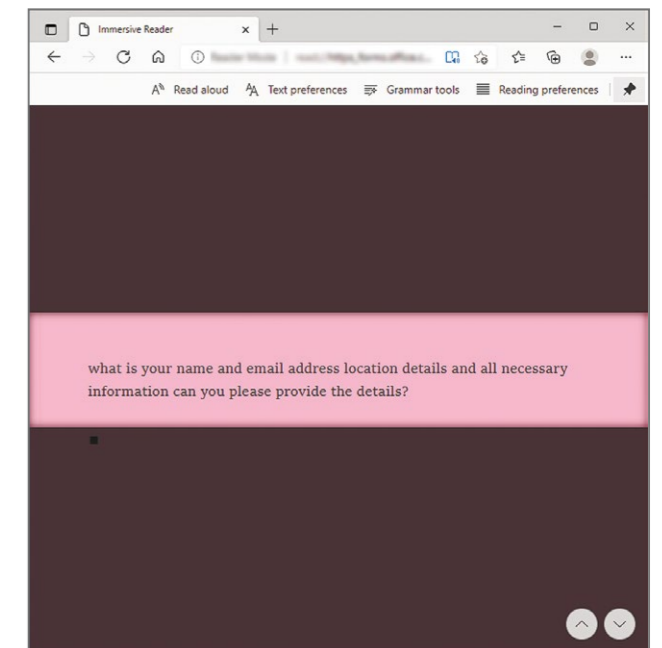 Immersive Reader
Read aloud Text preferences Grammar tools Reading preferences
what is your name and email address location details and all necessary
information can you please provide the details?